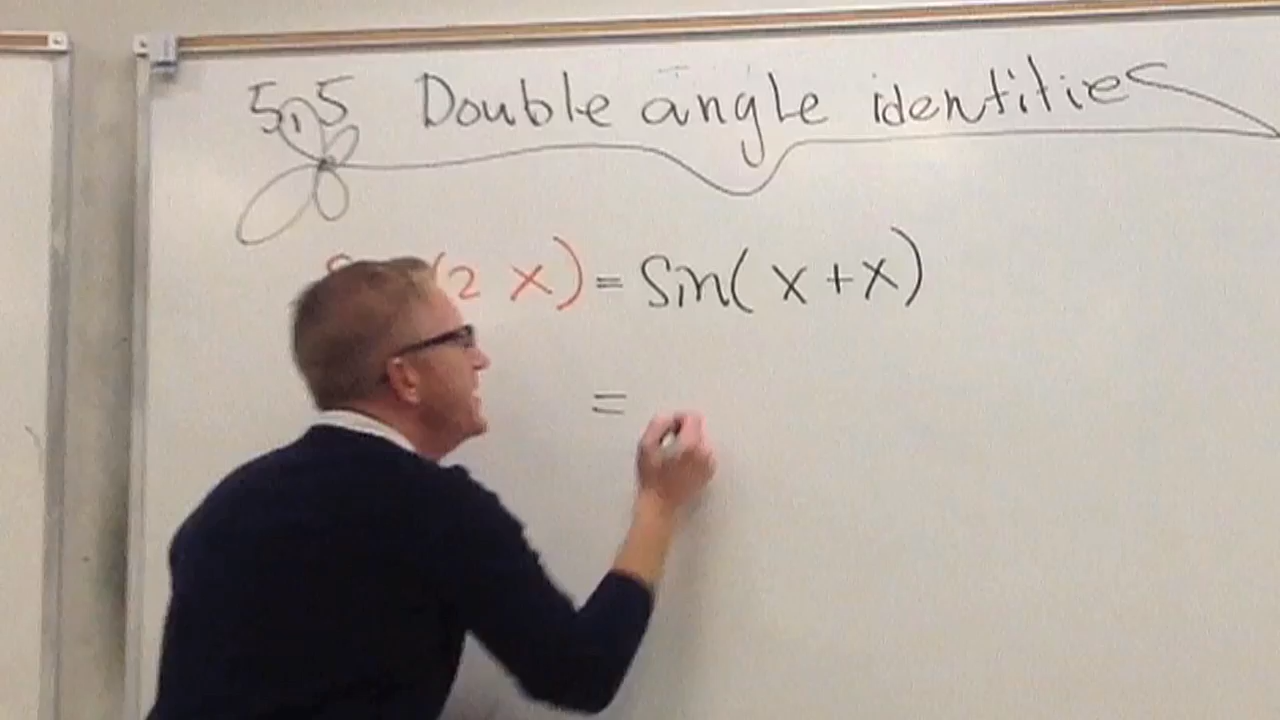 5.5 Double angle identities
(2 x) = Sin( x + x )
=